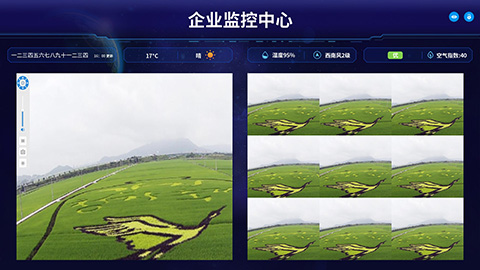 企业监控中心
一二三四五六七八九十一二三四
17℃
晴
湿度95%
西南风2级
优
空气指数:40